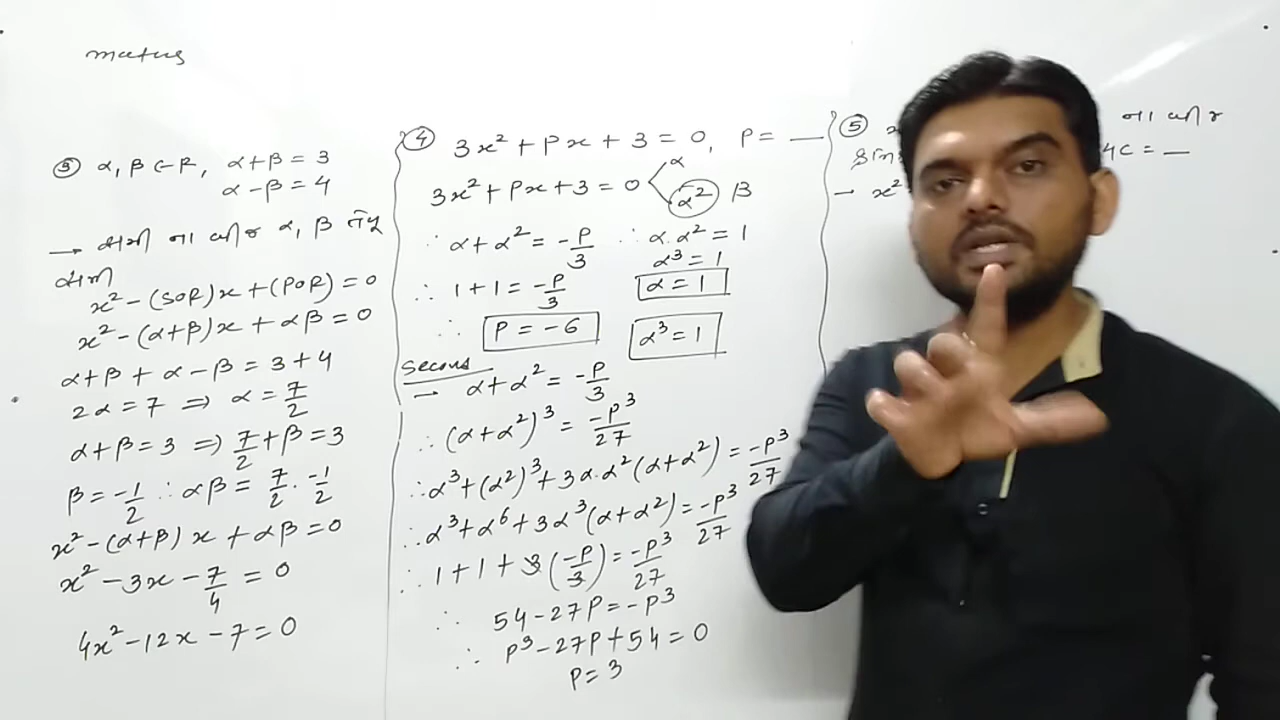 ③ α, β ∈ R, α+β = 3
α-β = 4
α, β
x² - (SOR)x + (POR) = 0
x² - (α+β)x + αβ = 0
α+β + α-β = 3+4
2α = 7 ⇒ α = 7/2
α+β = 3 ⇒ 7/2 + β = 3
β = -1/2 ∴ αβ = 7/2 · -1/2
x² - (α+β)x + αβ = 0
x² - 3x - 7/4 = 0
4x² - 12x - 7 = 0
④ 3x² + px + 3 = 0, P = __
3x² + px + 3 = 0 < α
α² β
∴ α + α² = -P/3 ∴ α·α² = 1
α³ = 1
∴ 1 + 1 = -P/3 α = 1
∴ P = -6 α³ = 1
→ α + α² = -P/3
∴ (α+α²)³ = -P³/27
∴ α³ + (α²)³ + 3α·α²(α+α²) = -P³/27
∴ α³ + α⁶ + 3α³(α+α²) = -P³/27
∴ 1 + 1 + 3(-P/3) = -P³/27
∴ 54 - 27P = -P³
∴ P³ - 27P + 54 = 0
P = 3
⑤
4C = __
→ x²